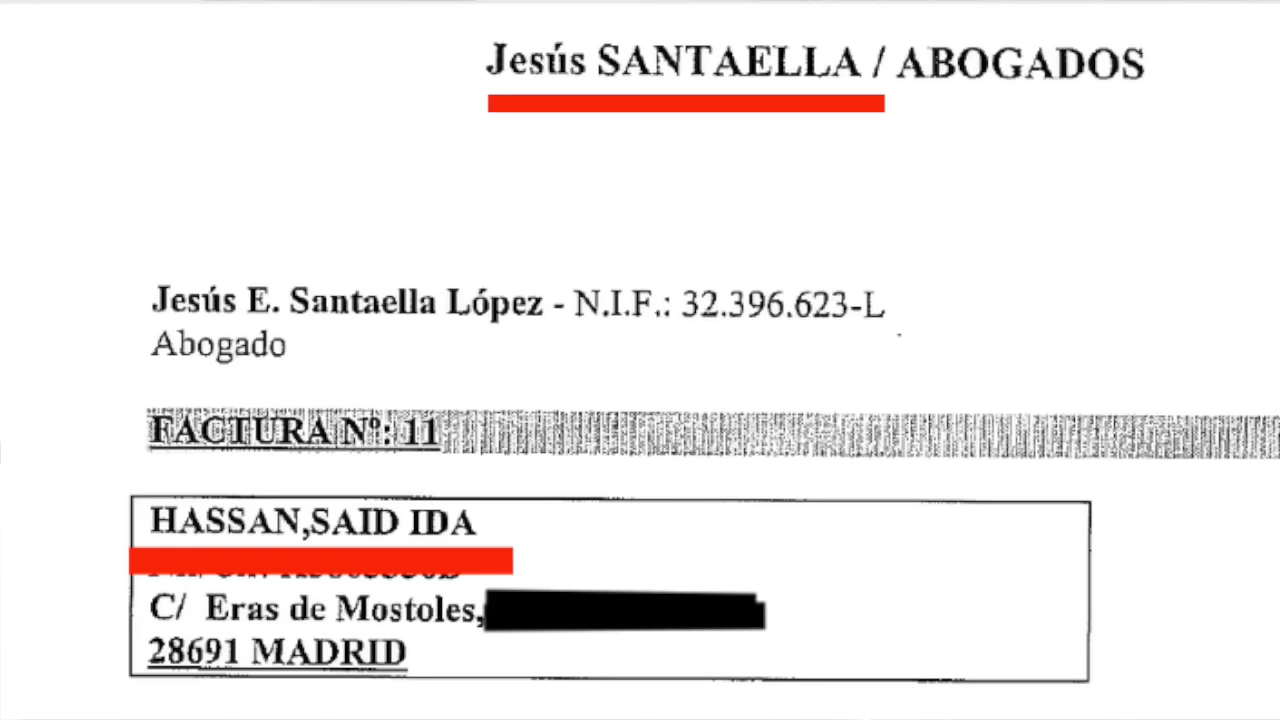 Jesús SANTAELLA / ABOGADOS
Jesús E. Santaella López - N.I.F.: 32.396.623-L
Abogado
FACTURA Nº: 11
HASSAN,SAID IDA
C/ Eras de Mostoles,
28691 MADRID